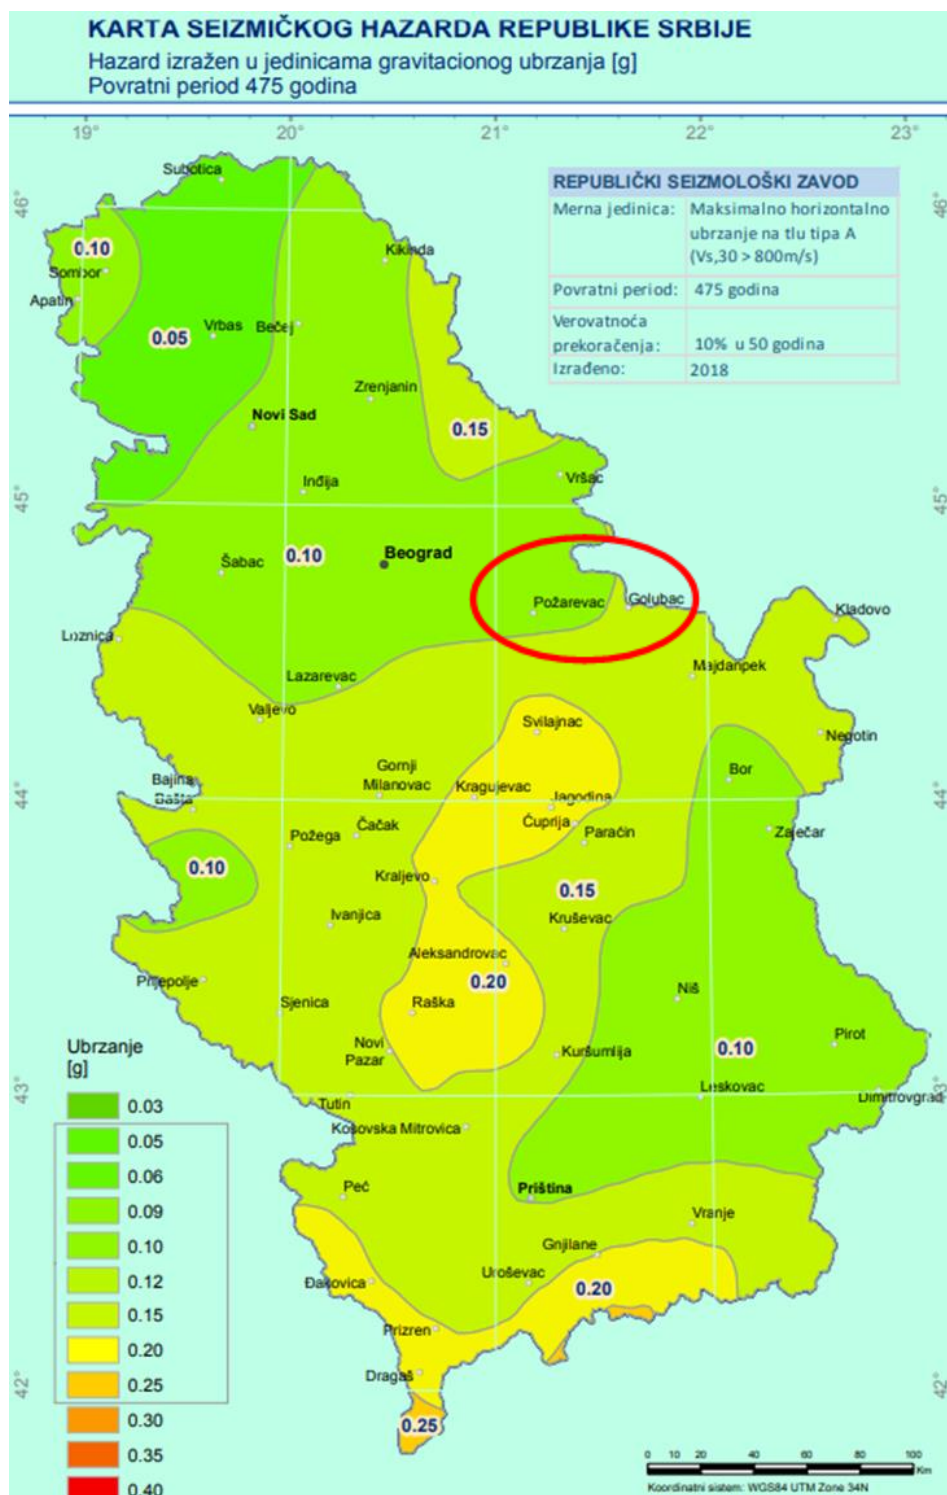 KARTA SEIZMIČKOG HAZARDA REPUBLIKE SRBIJE
Hazard izražen u jedinicama gravitacionog ubrzanja [g]
Povratni period 475 godina
19° 20° 21° 22° 23°
REPUBLIČKI SEIZMOLOŠKI ZAVOD
Merna jedinica: Maksimalno horizontalno
ubrzanje na tlu tipa A
(Vs,30 > 800m/s)
Povratni period: 475 godina
Verovatnoća
prekoračenja: 10% u 50 godina
Izrađeno: 2018
Subotica
46° 46°
0.10
Kikinda
Sombor
Apatin
Vrbas Bečej
0.05
Zrenjanin
Novi Sad
0.15
Vršac
Inđija
45° 45°
0.10 Beograd
Šabac
Požarevac Golubac
Kladovo
Loznica
Majdanpek
Lazarevac
Valjevo
Svilajnac
Negotin
Gornji
Milanovac
Bor
Bajina
Bašta
Kragujevac
Jagodina
44° 44°
Ćuprija
Čačak
Paraćin
Zaječar
Požega
0.10
Kraljevo
0.15
Ivanjica
Kruševac
Aleksandrovac
Prijepolje
0.20
Niš
Sjenica
Raška
Novi
Pazar
Kuršumlija
0.10
Pirot
43° 43°
Leskovac
Dimitrovgrad
Tutin
Kosovska Mitrovica
Peć
Priština
Vranje
Gnjilane
Đakovica
Uroševac
0.20
Prizren
Dragaš
42° 42°
0.25
Ubrzanje
[g]
0.03
0.05
0.06
0.09
0.10
0.12
0.15
0.20
0.25
0.30
0.35
0.40
0 10 20 40 60 80 100
Km
Koordinatni sistem: WGS84 UTM Zone 34N